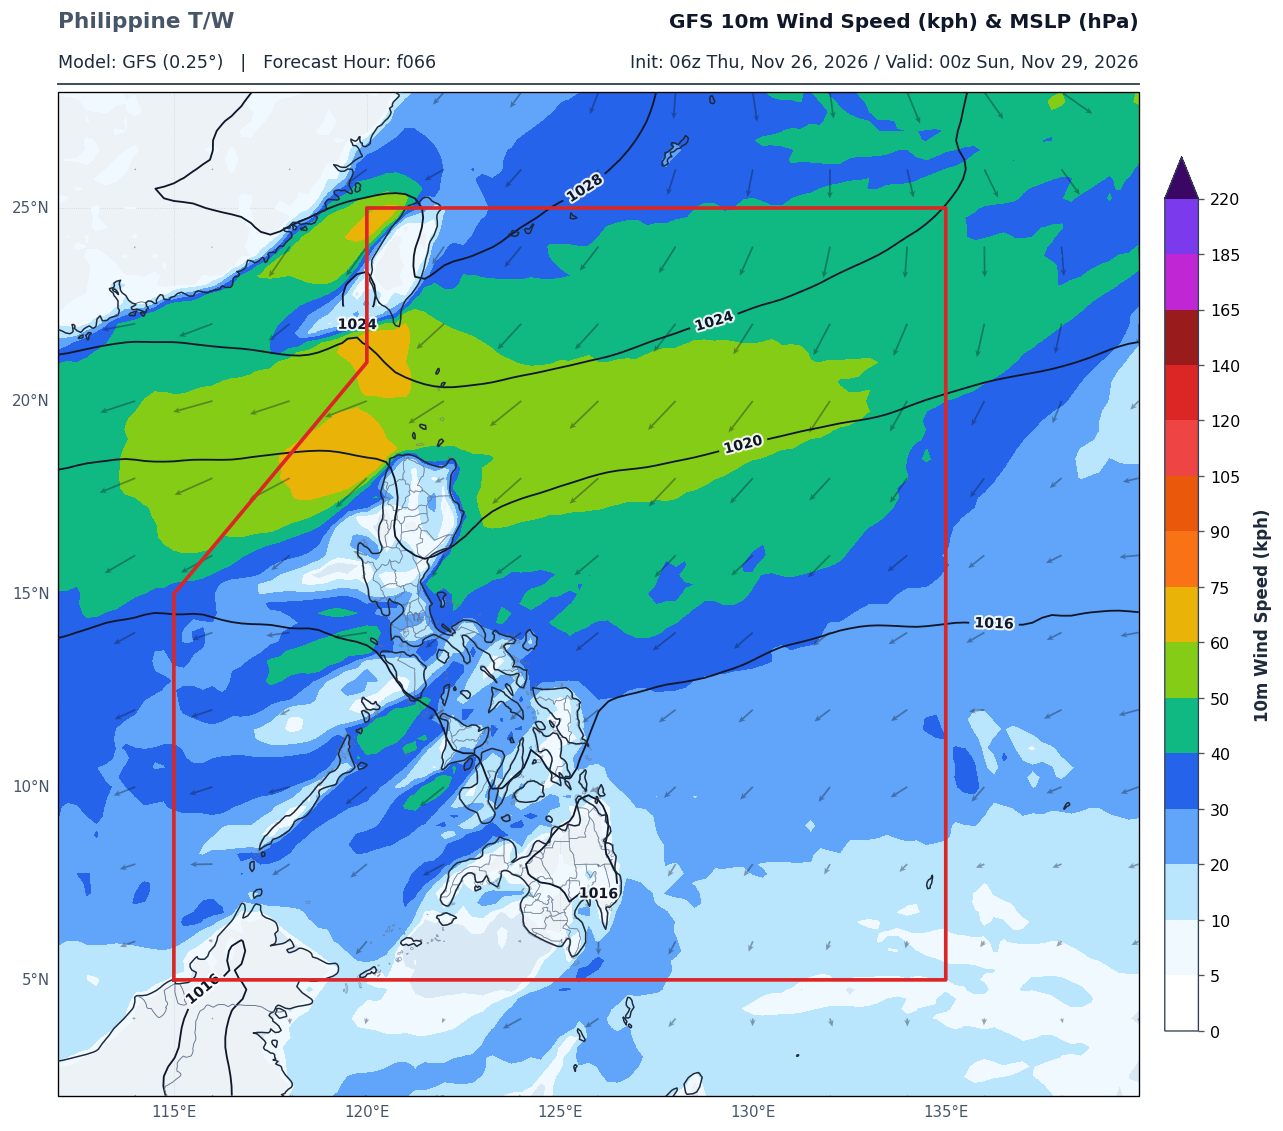 Philippine T/W
GFS 10m Wind Speed (kph) & MSLP (hPa)
Model: GFS (0.25°) | Forecast Hour: f066
Init: 06z Thu, Nov 26, 2026 / Valid: 00z Sun, Nov 29, 2026
25°N
20°N
15°N
10°N
5°N
115°E
120°E
125°E
130°E
135°E
1028
1024
1024
1020
1016
1016
1016
220
185
165
140
120
105
90
75
60
50
40
30
20
10
5
0
10m Wind Speed (kph)